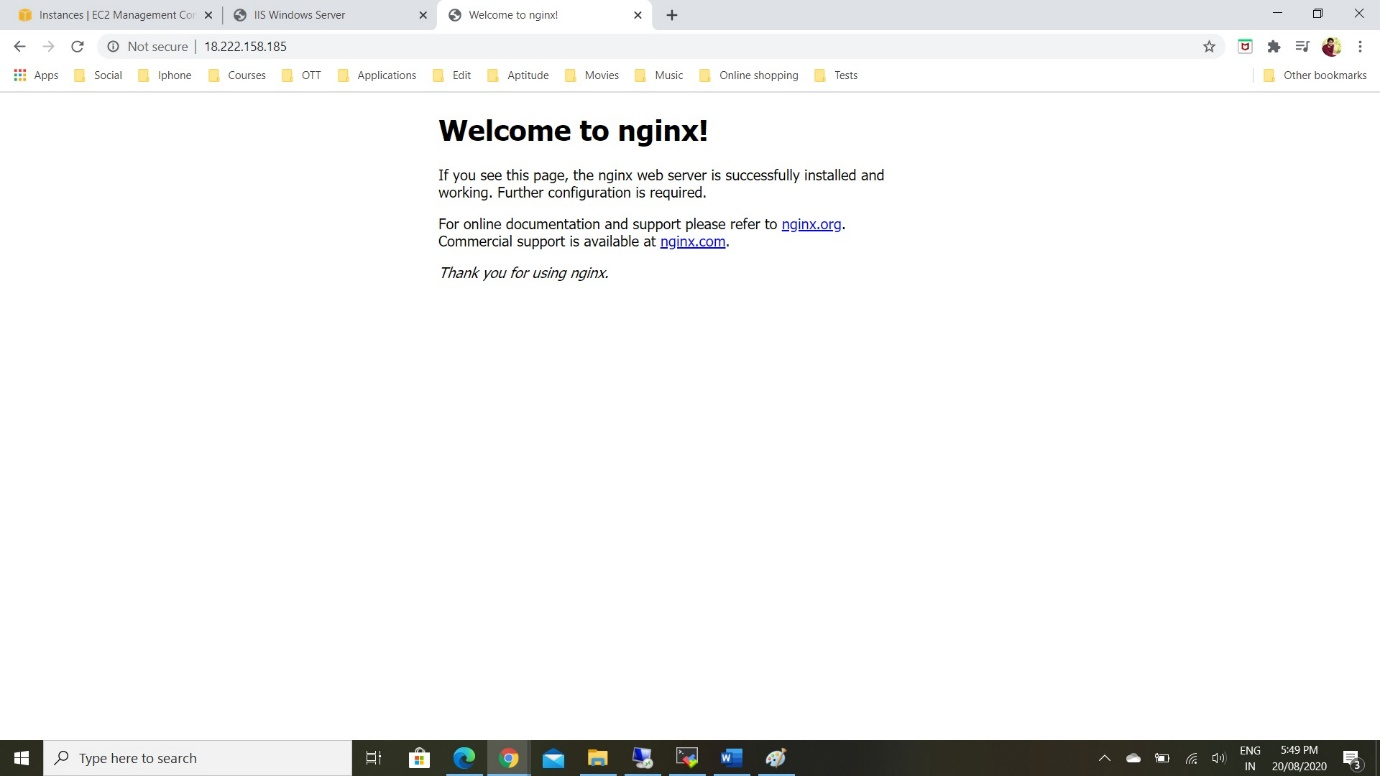 Instances | EC2 Management Con
IIS Windows Server
Welcome to nginx!
Not secure | 18.222.158.185
Apps Social Iphone Courses OTT Applications Edit Aptitude Movies Music Online shopping Tests Other bookmarks
Welcome to nginx!
If you see this page, the nginx web server is successfully installed and
working. Further configuration is required.
For online documentation and support please refer to nginx.org.
Commercial support is available at nginx.com.
Thank you for using nginx.
Type here to search
ENG
IN
5:49 PM
20/08/2020
3